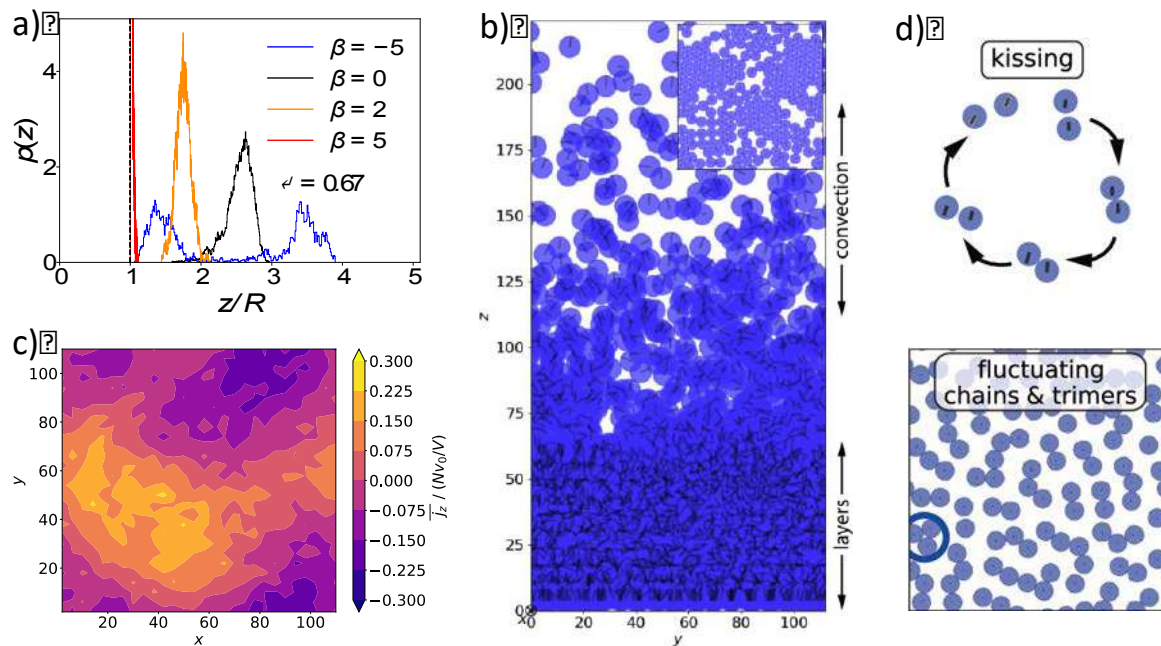 a)
5
4
2
0
p(z)
β = −5
β = 0
β = 2
β = 5
= 0.67
0 1 2 3 4 5
z/R
b)
200
175
150
125
100
75
50
25
0
z
x
0 20 40 60 80 100
y
convection
layers
c)
100
80
60
40
20
y
20 40 60 80 100
x
0.300
0.225
0.150
0.075
0.000
−0.075
−0.150
−0.225
−0.300
j_z / (Nv₀/V)
d)
kissing
fluctuating
chains & trimers